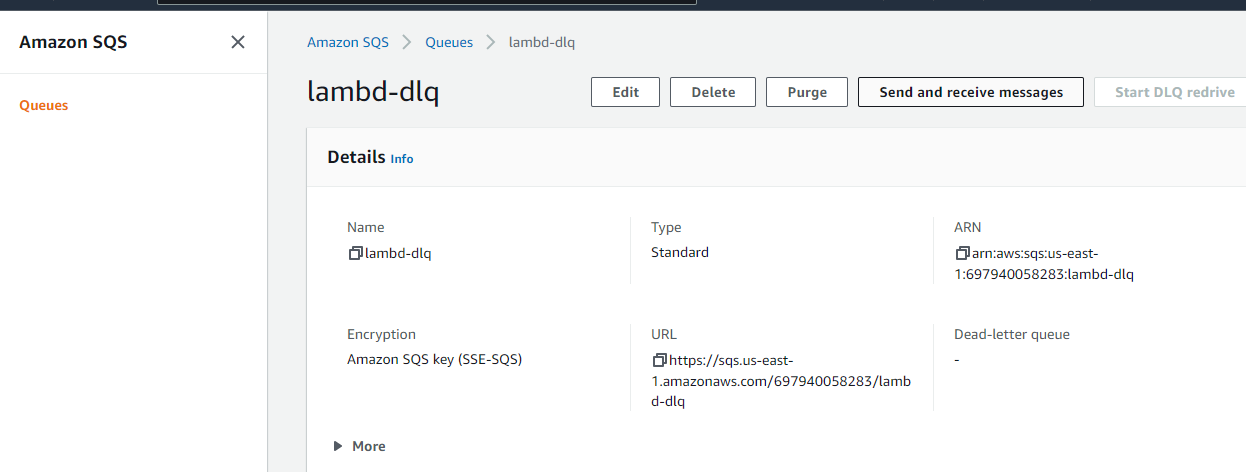 Amazon SQS
Queues
Amazon SQS > Queues > lambd-dlq
lambd-dlq
Edit
Delete
Purge
Send and receive messages
Start DLQ redrive
Details Info
Name
lambd-dlq
Type
Standard
ARN
arn:aws:sqs:us-east-
1:697940058283:lambd-dlq
Encryption
Amazon SQS key (SSE-SQS)
URL
https://sqs.us-east-
1.amazonaws.com/697940058283/lamb
d-dlq
Dead-letter queue
-
More